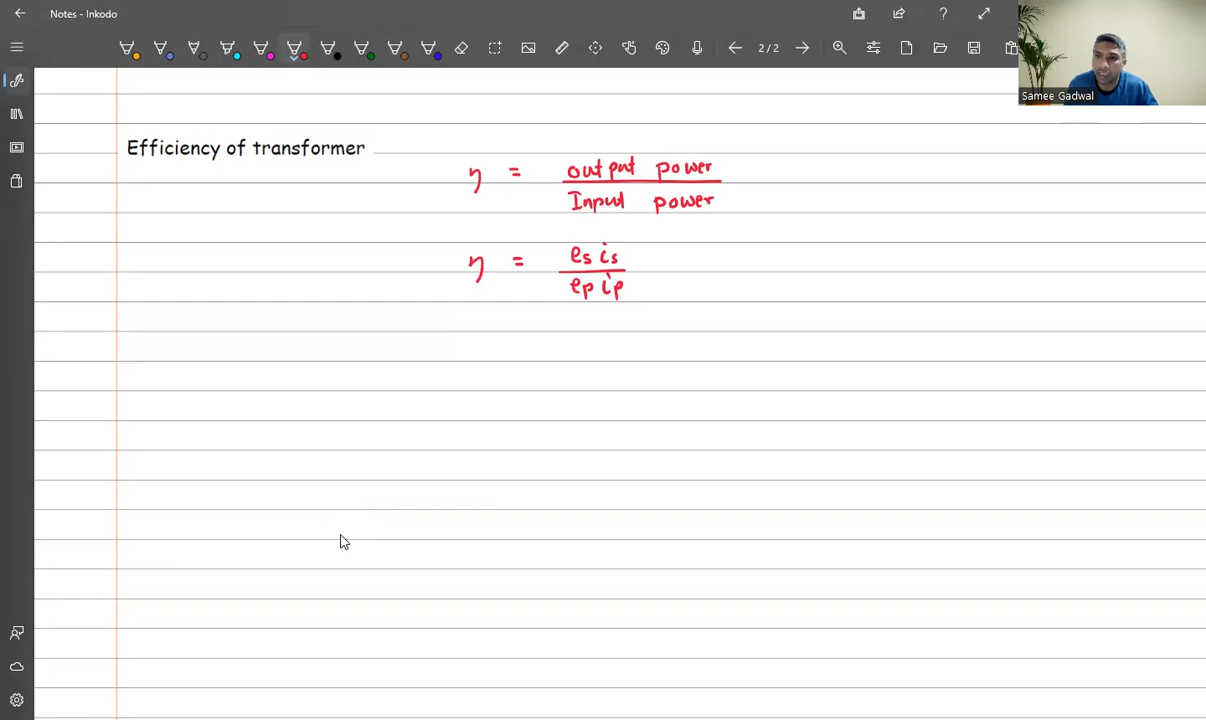 Notes - Inkodo
2/2
Samee Gadwal
Efficiency of transformer
η = output power / Input power
η = es is / ep ip